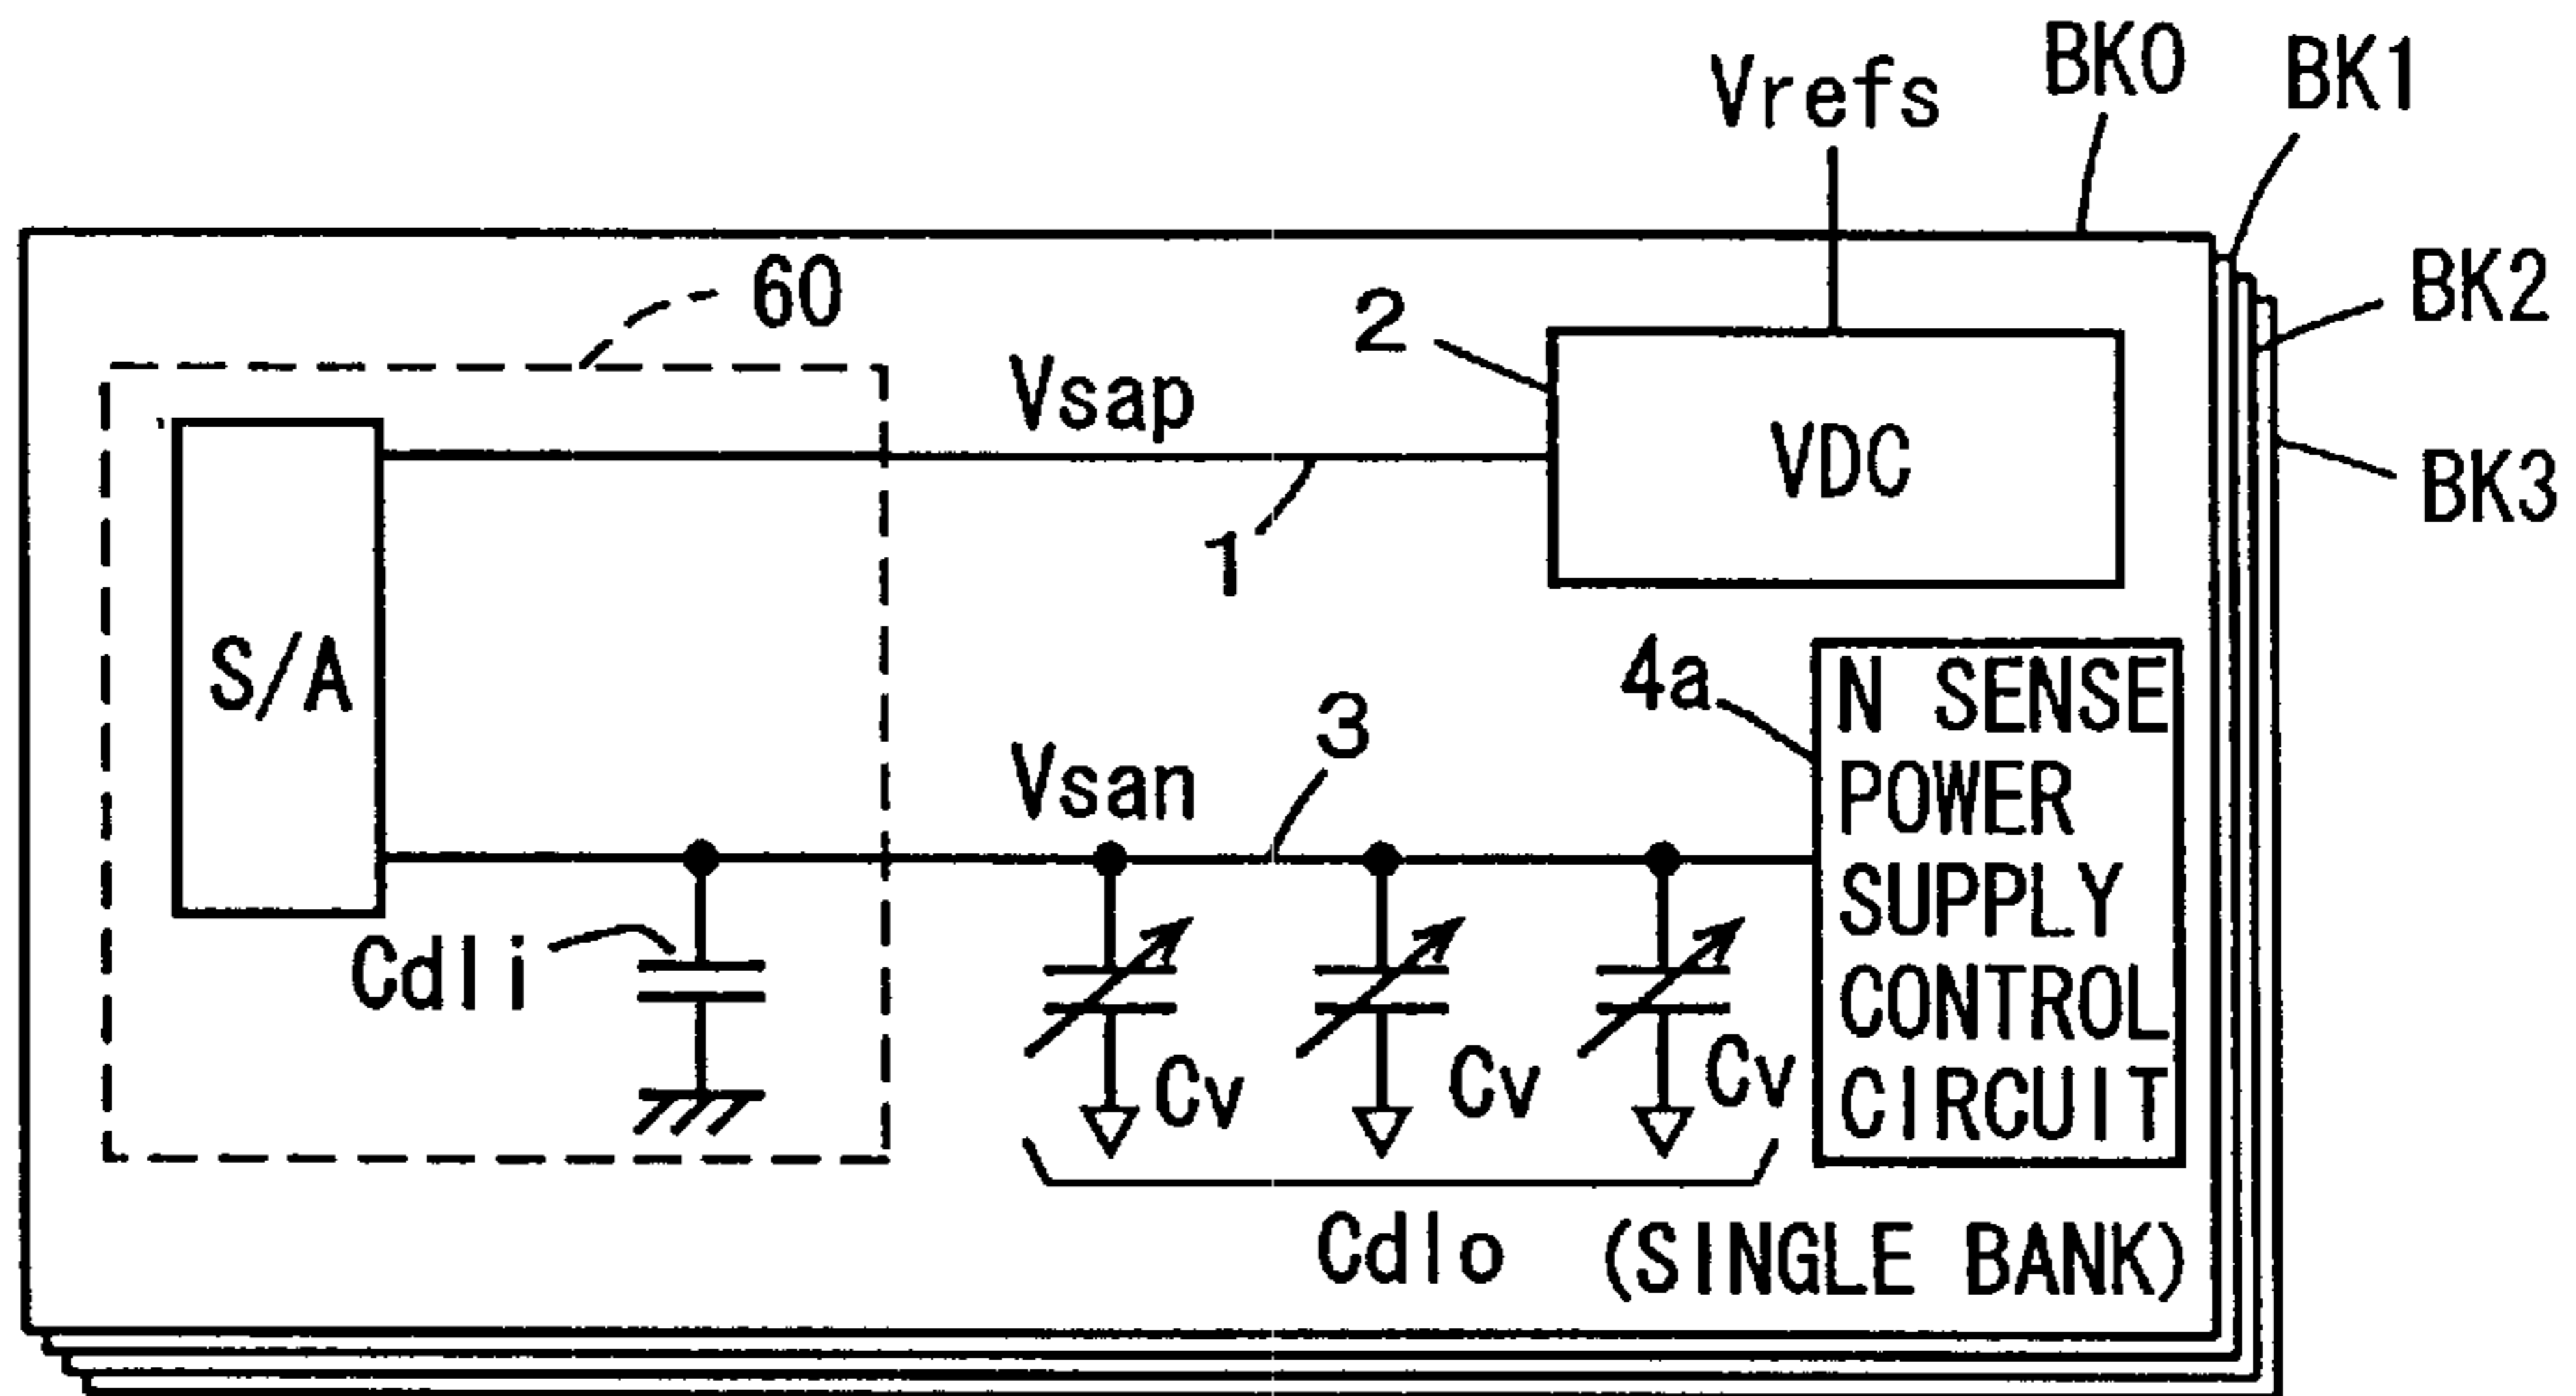 BK0
BK1
Vrefs
BK2
60
2
Vsap
VDC
BK3
1
S/A
4a
N SENSE
POWER
SUPPLY
CONTROL
CIRCUIT
3
Vsan
Cdli
Cv
Cv
Cv
Cdlo (SINGLE BANK)